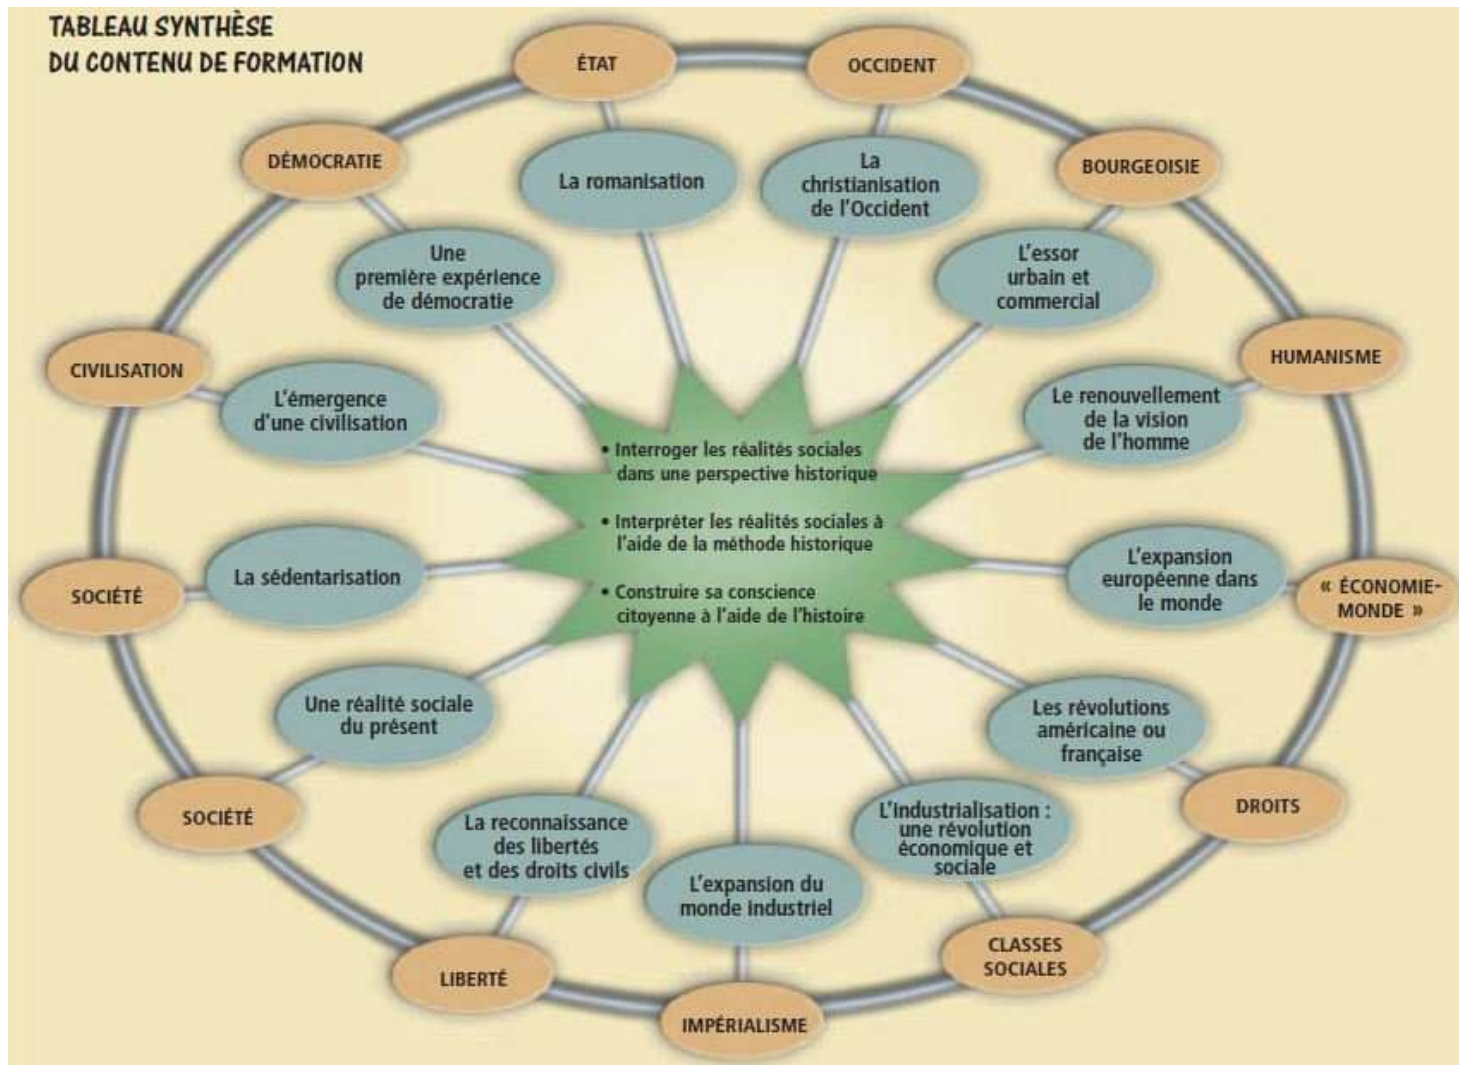 TABLEAU SYNTHÈSE
DU CONTENU DE FORMATION
ÉTAT
OCCIDENT
DÉMOCRATIE
BOURGEOISIE
La romanisation
La
christianisation
de l'Occident
Une
première expérience
de démocratie
L'essor
urbain et
commercial
CIVILISATION
HUMANISME
L'émergence
d'une civilisation
Le renouvellement
de la vision
de l'homme
• Interroger les réalités sociales
dans une perspective historique
• Interpréter les réalités sociales à
l'aide de la méthode historique
• Construire sa conscience
citoyenne à l'aide de l'histoire
SOCIÉTÉ
La sédentarisation
L'expansion
européenne dans
le monde
« ÉCONOMIE-
MONDE »
Une réalité sociale
du présent
Les révolutions
américaine ou
française
SOCIÉTÉ
DROITS
La reconnaissance
des libertés
et des droits civils
L'expansion du
monde industriel
L'industrialisation :
une révolution
économique et
sociale
LIBERTÉ
IMPÉRIALISME
CLASSES
SOCIALES